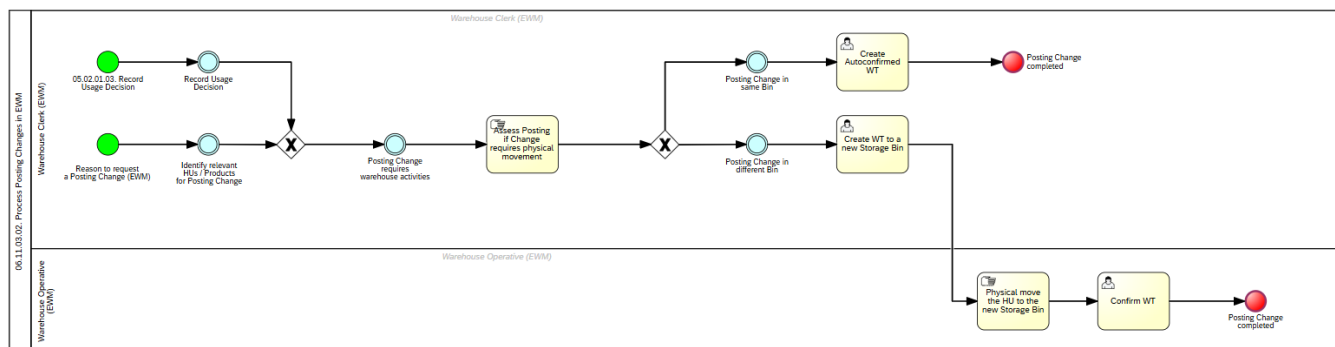 06.11.03.02. Process Posting Changes in EWM
Warehouse Clerk (EWM)
Warehouse Clerk (EWM)
05.02.01.03. Record
Usage Decision
Record Usage
Decision
Reason to request
a Posting Change (EWM)
Identify relevant
HUs / Products
for Posting Change
X
Posting Change
requires
warehouse activities
Assess Posting
if Change
requires physical
movement
X
Posting Change in
same Bin
Create
Autoconfirmed
WT
Posting Change
completed
Posting Change in
different Bin
Create WT to a
new Storage Bin
Warehouse Operative
(EWM)
Warehouse Operative (EWM)
Physical move
the HU to the
new Storage Bin
Confirm WT
Posting Change
completed